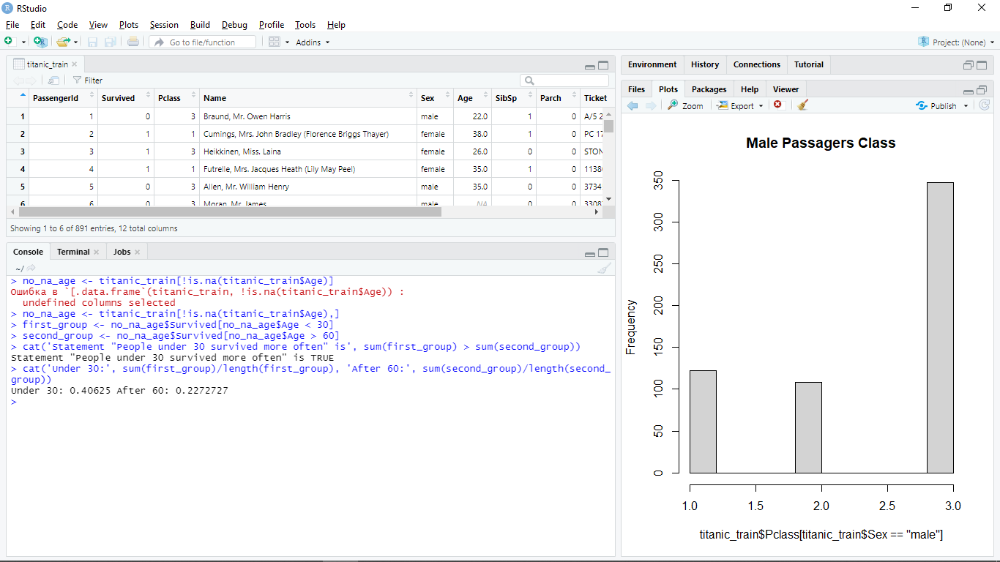 RStudio
File Edit Code View Plots Session Build Debug Profile Tools Help
Go to file/function Addins Project: (None)
titanic_train
Filter
PassengerId Survived Pclass Name Sex Age SibSp Parch Ticket
1 1 0 3 Braund, Mr. Owen Harris male 22.0 1 0 A/5 2
2 2 1 1 Cumings, Mrs. John Bradley (Florence Briggs Thayer) female 38.0 1 0 PC 17
3 3 1 3 Heikkinen, Miss. Laina female 26.0 0 0 STON
4 4 1 1 Futrelle, Mrs. Jacques Heath (Lily May Peel) female 35.0 1 0 1138
5 5 0 3 Allen, Mr. William Henry male 35.0 0 0 3734
6 6 0 3 Moran, Mr. James male NA 0 0 3308
Showing 1 to 6 of 891 entries, 12 total columns
Console Terminal Jobs
~/
> no_na_age <- titanic_train[!is.na(titanic_train$Age)]
Ошибка в `[.data.frame`(titanic_train, !is.na(titanic_train$Age)) :
undefined columns selected
> no_na_age <- titanic_train[!is.na(titanic_train$Age),]
> first_group <- no_na_age$Survived[no_na_age$Age < 30]
> second_group <- no_na_age$Survived[no_na_age$Age > 60]
> cat('Statement "People under 30 survived more often" is', sum(first_group) > sum(second_group))
Statement "People under 30 survived more often" is TRUE
> cat('Under 30:', sum(first_group)/length(first_group), 'After 60:', sum(second_group)/length(second_
group))
Under 30: 0.40625 After 60: 0.2272727
>
Environment History Connections Tutorial
Files Plots Packages Help Viewer
Zoom Export Publish
Male Passagers Class
Frequency
350
300
250
200
150
100
50
0
1.0 1.5 2.0 2.5 3.0
titanic_train$Pclass[titanic_train$Sex == "male"]